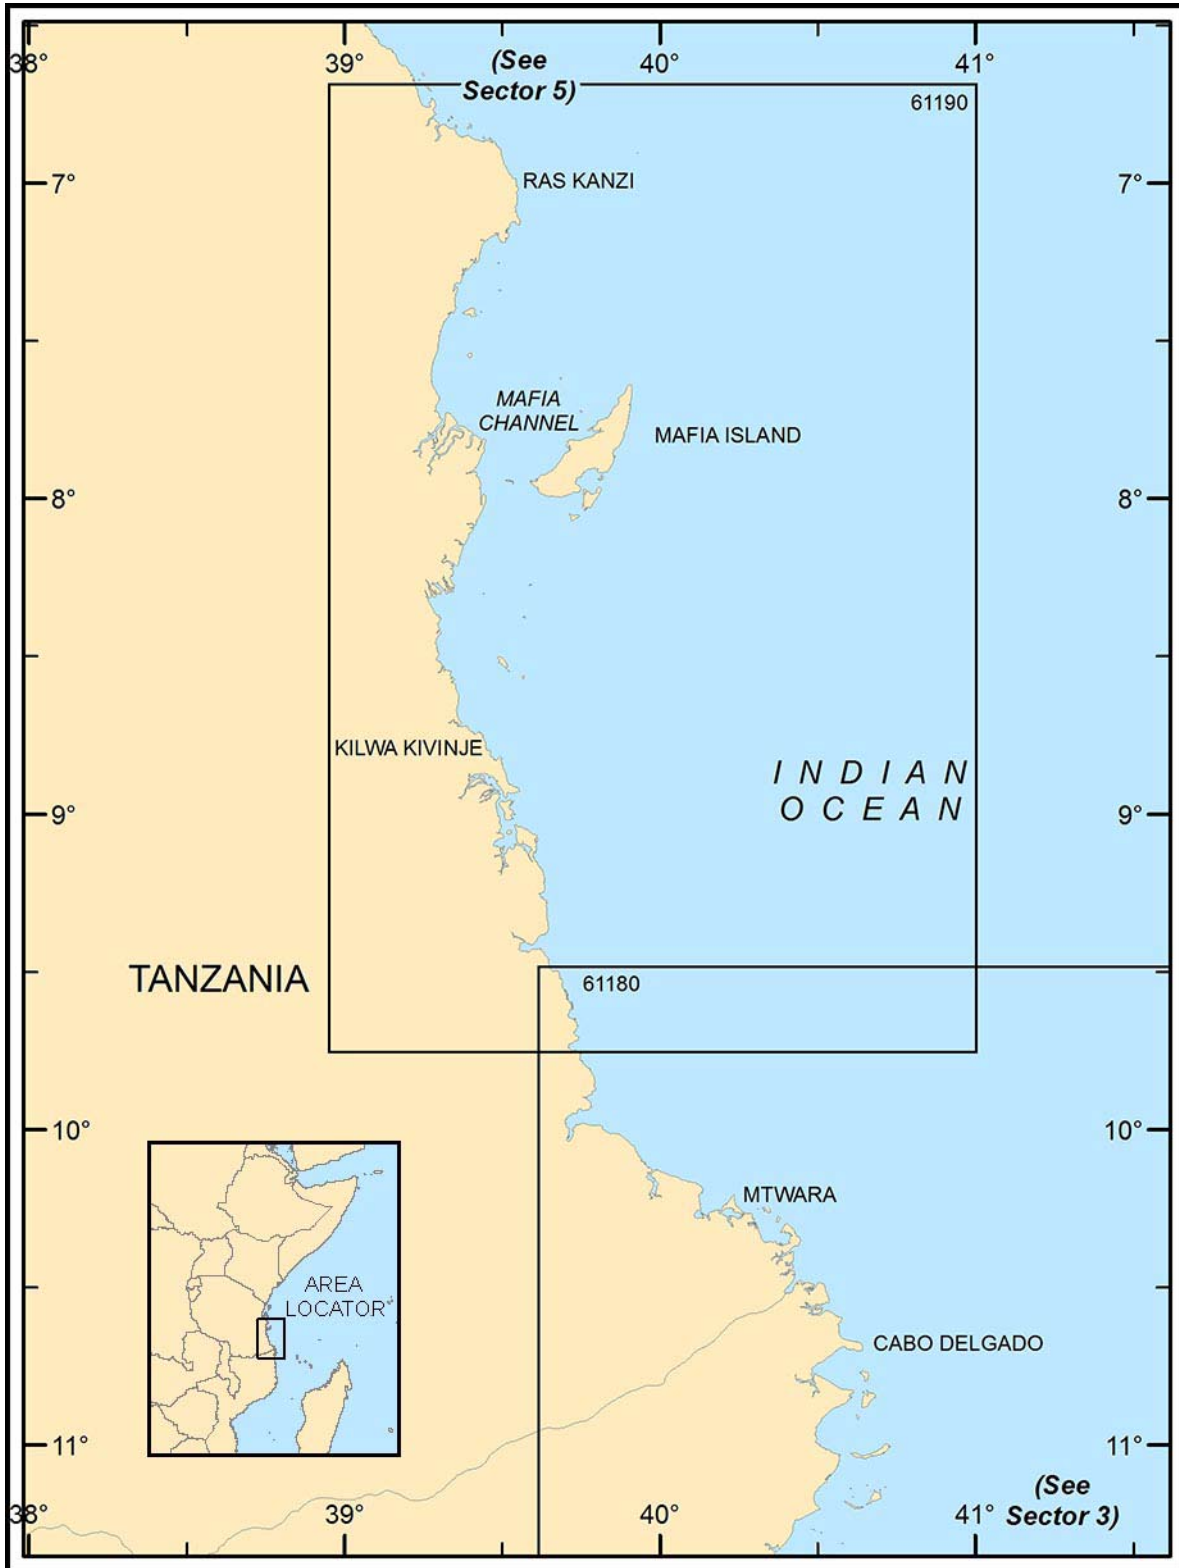 38°
39°
(See
Sector 5)
40°
41°
61190
7°
RAS KANZI
7°
MAFIA
CHANNEL
MAFIA ISLAND
8°
8°
KILWA KIVINJE
INDIAN
OCEAN
9°
9°
TANZANIA
61180
10°
10°
MTWARA
AREA
LOCATOR
CABO DELGADO
11°
11°
(See
Sector 3)
38°
39°
40°
41°